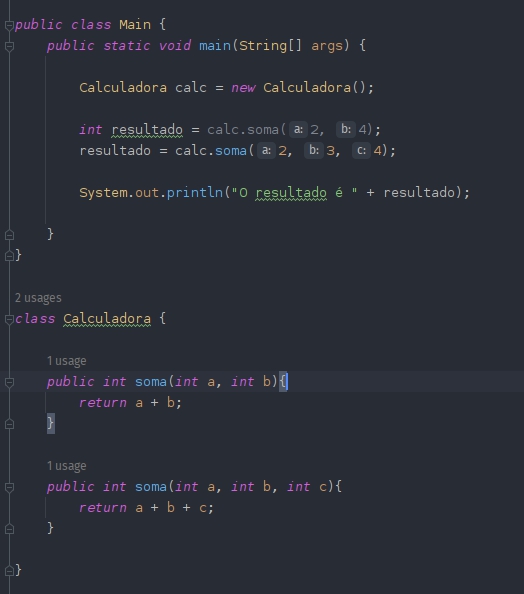 public class Main {
public static void main(String[] args) {
Calculadora calc = new Calculadora();
int resultado = calc.soma( a: 2, b: 4);
resultado = calc.soma( a: 2, b: 3, c: 4);
System.out.println("O resultado é " + resultado);
}
}
2 usages
class Calculadora {
1 usage
public int soma(int a, int b){
return a + b;
}
1 usage
public int soma(int a, int b, int c){
return a + b + c;
}
}